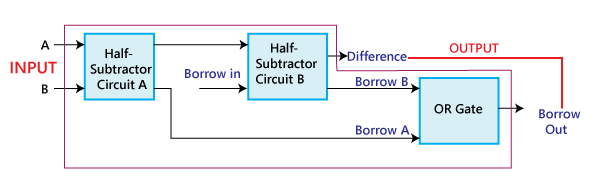 A
INPUT
B
Half-
Subtractor
Circuit A
Borrow in
Half-
Subtractor
Circuit B
Difference
OUTPUT
Borrow B
Borrow A
OR Gate
Borrow
Out